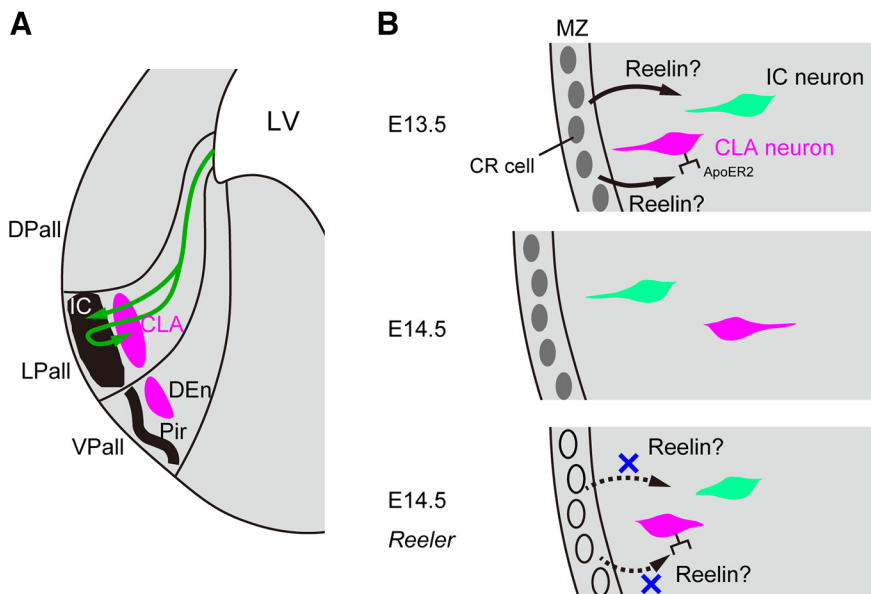 A
LV
DPall
IC
CLA
LPall
DEn
Pir
VPall
B
MZ
Reelin?
IC neuron
E13.5
CLA neuron
CR cell
ApoER2
Reelin?
E14.5
Reelin?
E14.5
Reeler
Reelin?